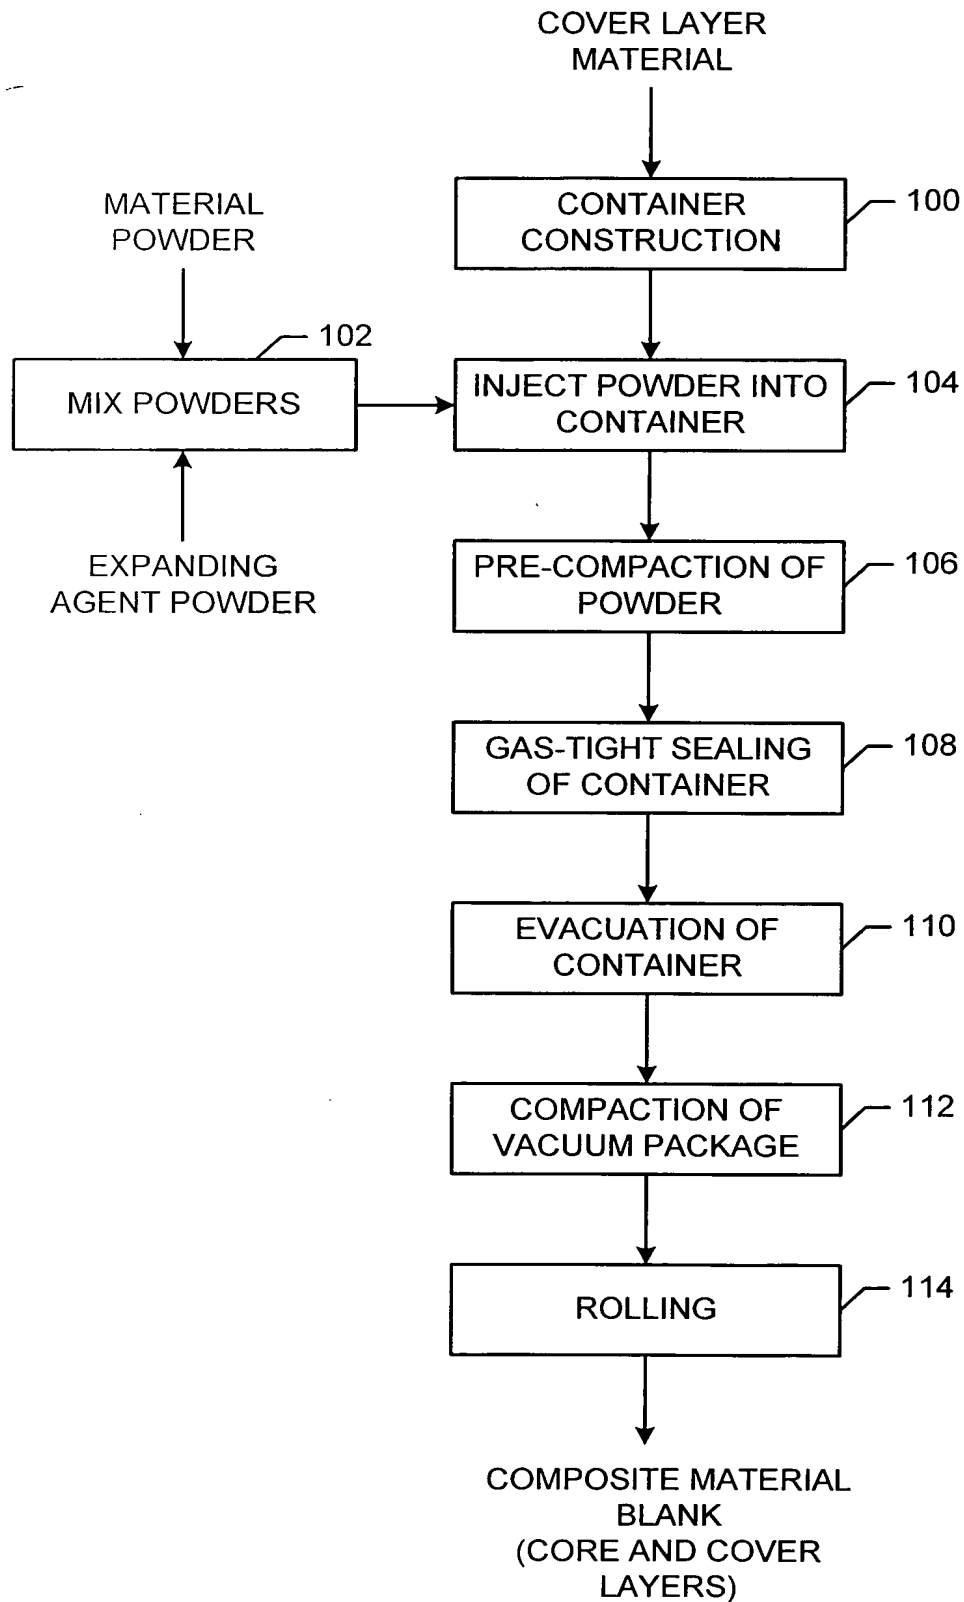 COVER LAYER
MATERIAL
CONTAINER
CONSTRUCTION
100
MATERIAL
POWDER
102
MIX POWDERS
EXPANDING
AGENT POWDER
INJECT POWDER INTO
CONTAINER
104
PRE-COMPACTION OF
POWDER
106
GAS-TIGHT SEALING
OF CONTAINER
108
EVACUATION OF
CONTAINER
110
COMPACTION OF
VACUUM PACKAGE
112
ROLLING
114
COMPOSITE MATERIAL
BLANK
(CORE AND COVER
LAYERS)